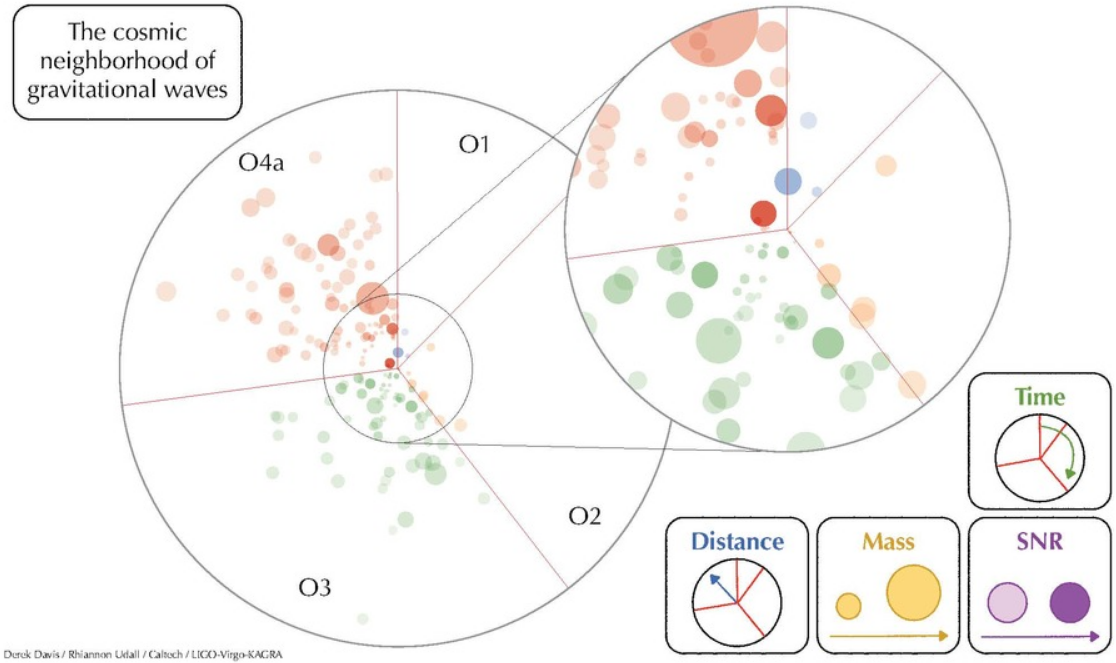 The cosmic
neighborhood of
gravitational waves
O4a
O1
O2
O3
Time
Distance
Mass
SNR
Derek Davis / Rhiannon Udall / Caltech / LIGO-Virgo-KAGRA